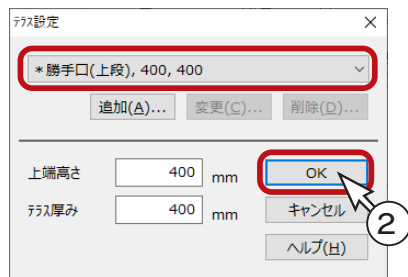 ﾃﾗｽ設定
*勝手口(上段), 400, 400
追加(A)... 変更(C)... 削除(D)...
上端高さ 400 mm OK
ﾃﾗｽ厚み 400 mm キャンセル
2
ヘルプ(H)